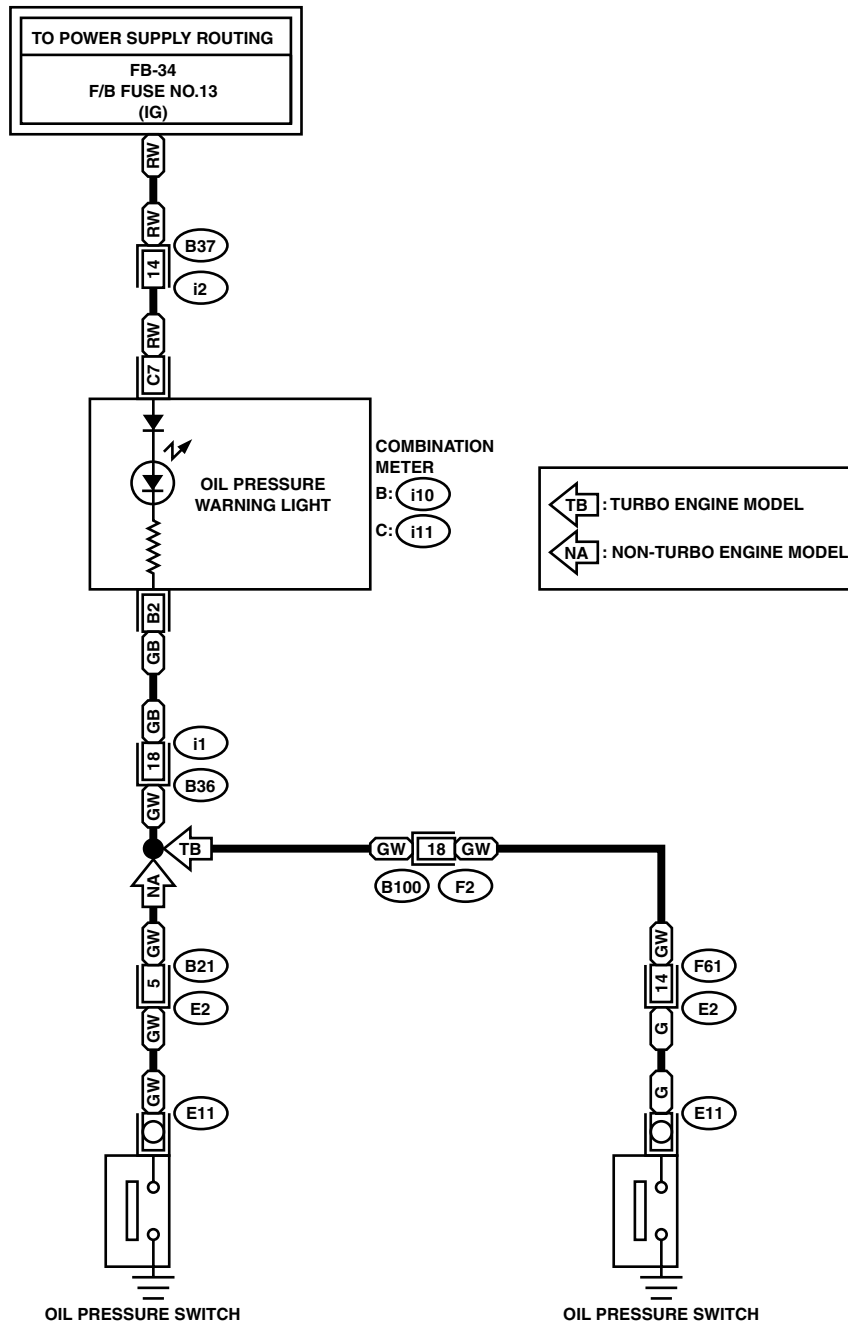 TO POWER SUPPLY ROUTING
FB-34
F/B FUSE NO.13
(IG)
RW
RW
B37
14
i2
RW
C7
OIL PRESSURE
WARNING LIGHT
COMBINATION
METER
B: i10
C: i11
TB : TURBO ENGINE MODEL
NA : NON-TURBO ENGINE MODEL
B2
GB
GB
i1
18
B36
GW
TB
GW 18 GW
B100 F2
NA
GW
B21
5
E2
GW
GW
E11
GW
F61
14
E2
G
G
E11
OIL PRESSURE SWITCH
OIL PRESSURE SWITCH